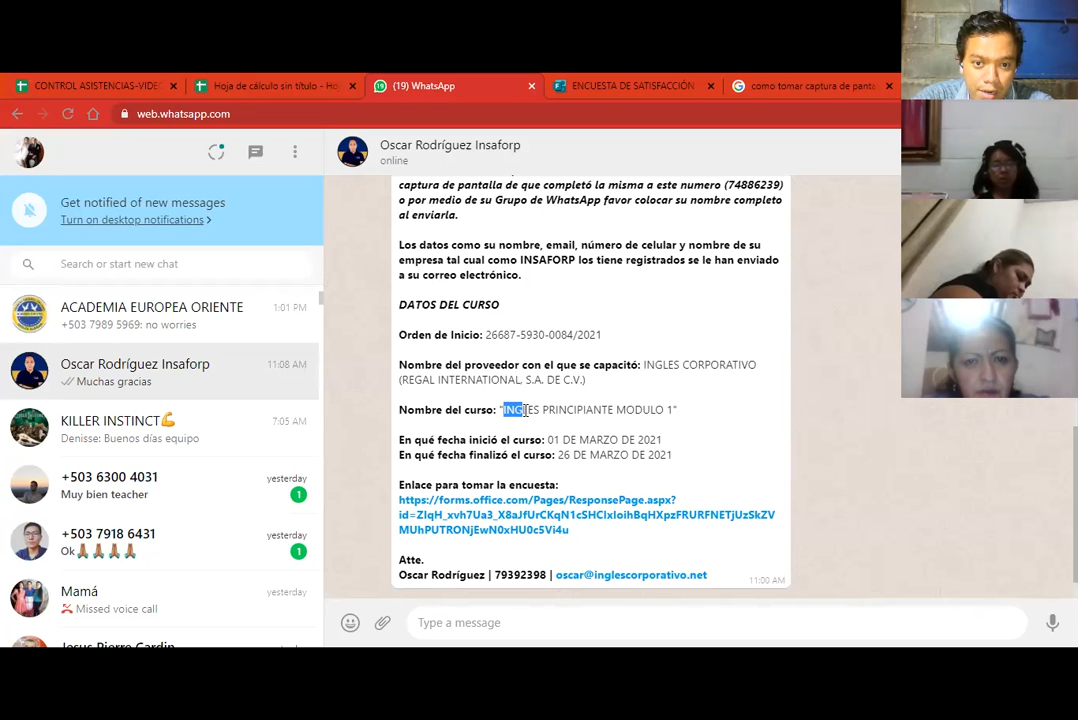 CONTROL ASISTENCIAS-VIDE
Hoja de cálculo sin título - Ho
(19) WhatsApp
ENCUESTA DE SATISFACCIÓN
como tomar captura de panta
web.whatsapp.com
Oscar Rodríguez Insaforp
online
Get notified of new messages
Turn on desktop notifications >
Search or start new chat
ACADEMIA EUROPEA ORIENTE
1:01 PM
+503 7989 5969: no worries
Oscar Rodríguez Insaforp
11:08 AM
Muchas gracias
KILLER INSTINCT💪
7:05 AM
Denisse: Buenos días equipo
+503 6300 4031
yesterday
Muy bien teacher
1
+503 7918 6431
yesterday
Ok🙏🏽🙏🏽🙏🏽🙏🏽
1
Mamá
yesterday
Missed voice call
Jesus Pierre Cardin
yesterday
captura de pantalla de que completó la misma a este numero (74886239)
o por medio de su Grupo de WhatsApp favor colocar su nombre completo
al enviarla.
Los datos como su nombre, email, número de celular y nombre de su
empresa tal cual como INSAFORP los tiene registrados se le han enviado
a su correo electrónico.
DATOS DEL CURSO
Orden de Inicio: 26687-5930-0084/2021
Nombre del proveedor con el que se capacitó: INGLES CORPORATIVO
(REGAL INTERNATIONAL, S.A. DE C.V.)
Nombre del curso: "INGLES PRINCIPIANTE MODULO 1"
En qué fecha inició el curso: 01 DE MARZO DE 2021
En qué fecha finalizó el curso: 26 DE MARZO DE 2021
Enlace para tomar la encuesta:
https://forms.office.com/Pages/ResponsePage.aspx?
id=ZIqH_xvh7Ua3_X8aJfUrCKqN1cSHClxIoihBqHXpzFRURFNETjUzSkZV
MUhPUTRONjEwN0xHU0c5Vi4u
Atte.
Oscar Rodríguez | 79392398 | oscar@inglescorporativo.net
11:00 AM
Type a message